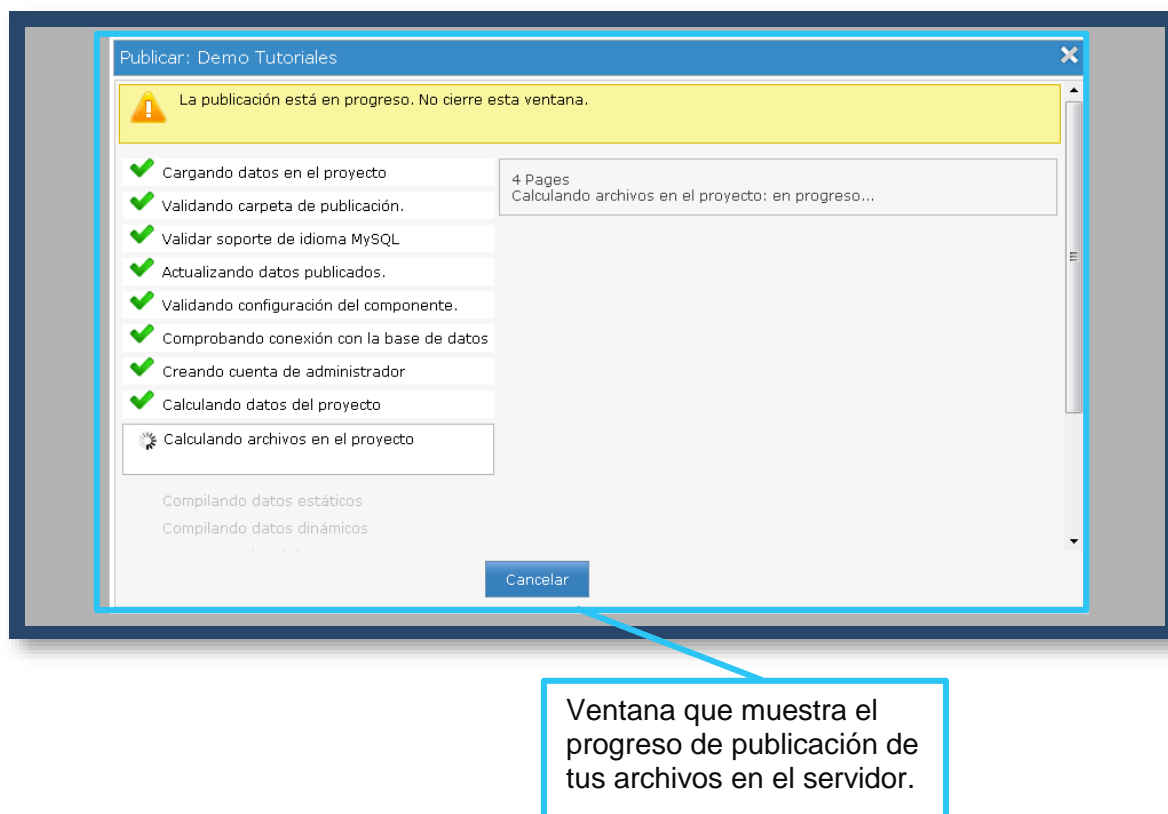 Publicar: Demo Tutoriales
La publicación está en progreso. No cierre esta ventana.
Cargando datos en el proyecto
Validando carpeta de publicación.
Validar soporte de idioma MySQL
Actualizando datos publicados.
Validando configuración del componente.
Comprobando conexión con la base de datos
Creando cuenta de administrador
Calculando datos del proyecto
Calculando archivos en el proyecto
Compilando datos estáticos
Compilando datos dinámicos
4 Pages
Calculando archivos en el proyecto: en progreso...
Cancelar
Ventana que muestra el
progreso de publicación de
tus archivos en el servidor.